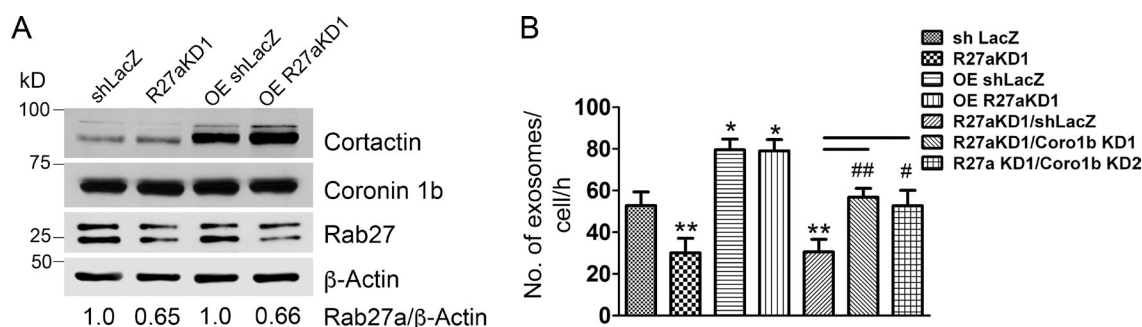 A
kD
shLacZ R27aKD1 OE shLacZ OE R27aKD1
100
Cortactin
75
Coronin 1b
Rab27
25
50
β-Actin
1.0 0.65 1.0 0.66 Rab27a/β-Actin
B
sh LacZ
R27aKD1
OE shLacZ
OE R27aKD1
R27aKD1/shLacZ
R27aKD1/Coro1b KD1
R27a KD1/Coro1b KD2
No. of exosomes/
cell/h
100
80
60
40
20
0
** * * ** ## #